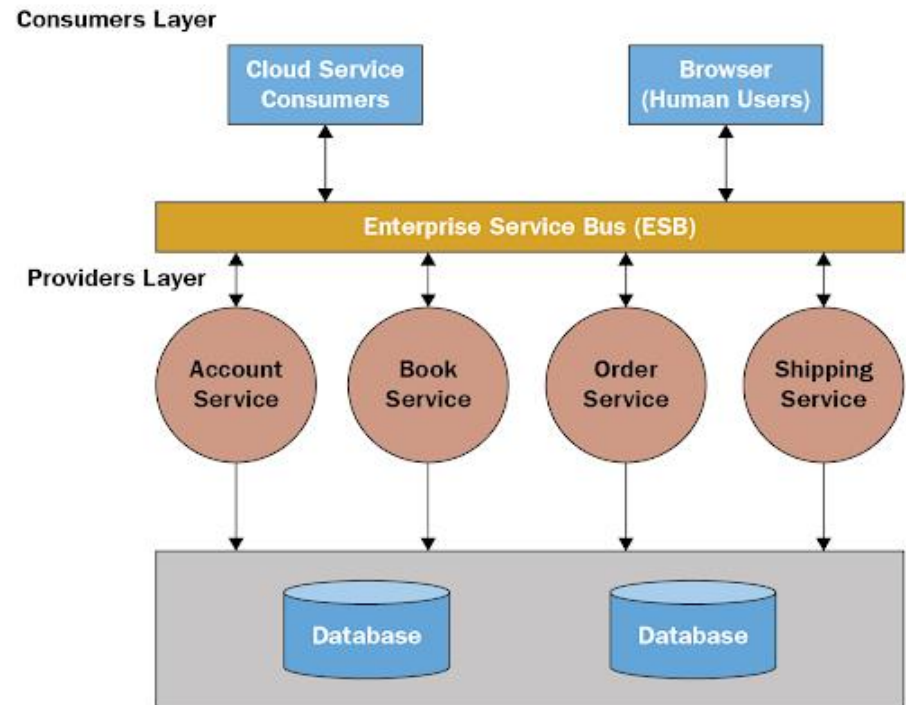 Consumers Layer
Cloud Service
Consumers
Browser
(Human Users)
Enterprise Service Bus (ESB)
Providers Layer
Account
Service
Book
Service
Order
Service
Shipping
Service
Database
Database